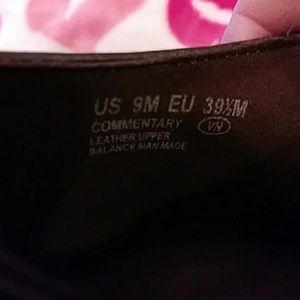 US 9M EU 39½M
COMMENTARY VN
LEATHER UPPER
BALANCE MAN MADE